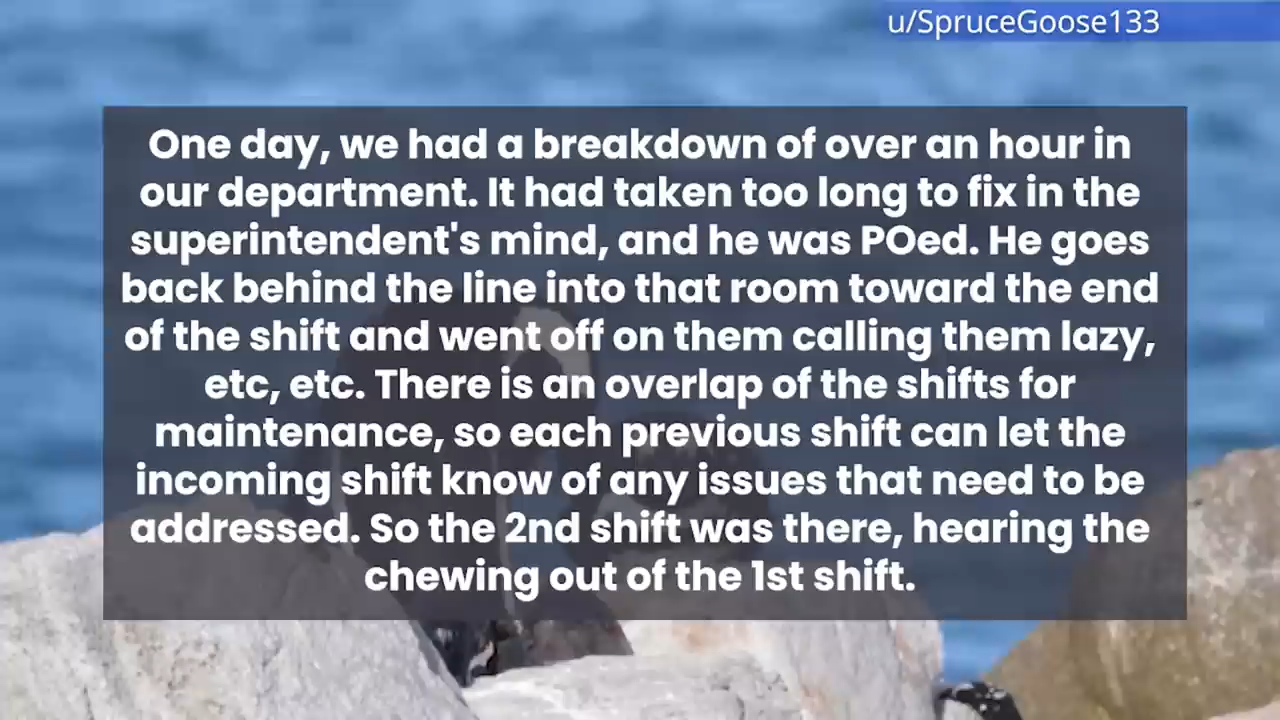 u/SpruceGoose133
One day, we had a breakdown of over an hour in
our department. It had taken too long to fix in the
superintendent's mind, and he was POed. He goes
back behind the line into that room toward the end
of the shift and went off on them calling them lazy,
etc, etc. There is an overlap of the shifts for
maintenance, so each previous shift can let the
incoming shift know of any issues that need to be
addressed. So the 2nd shift was there, hearing the
chewing out of the 1st shift.